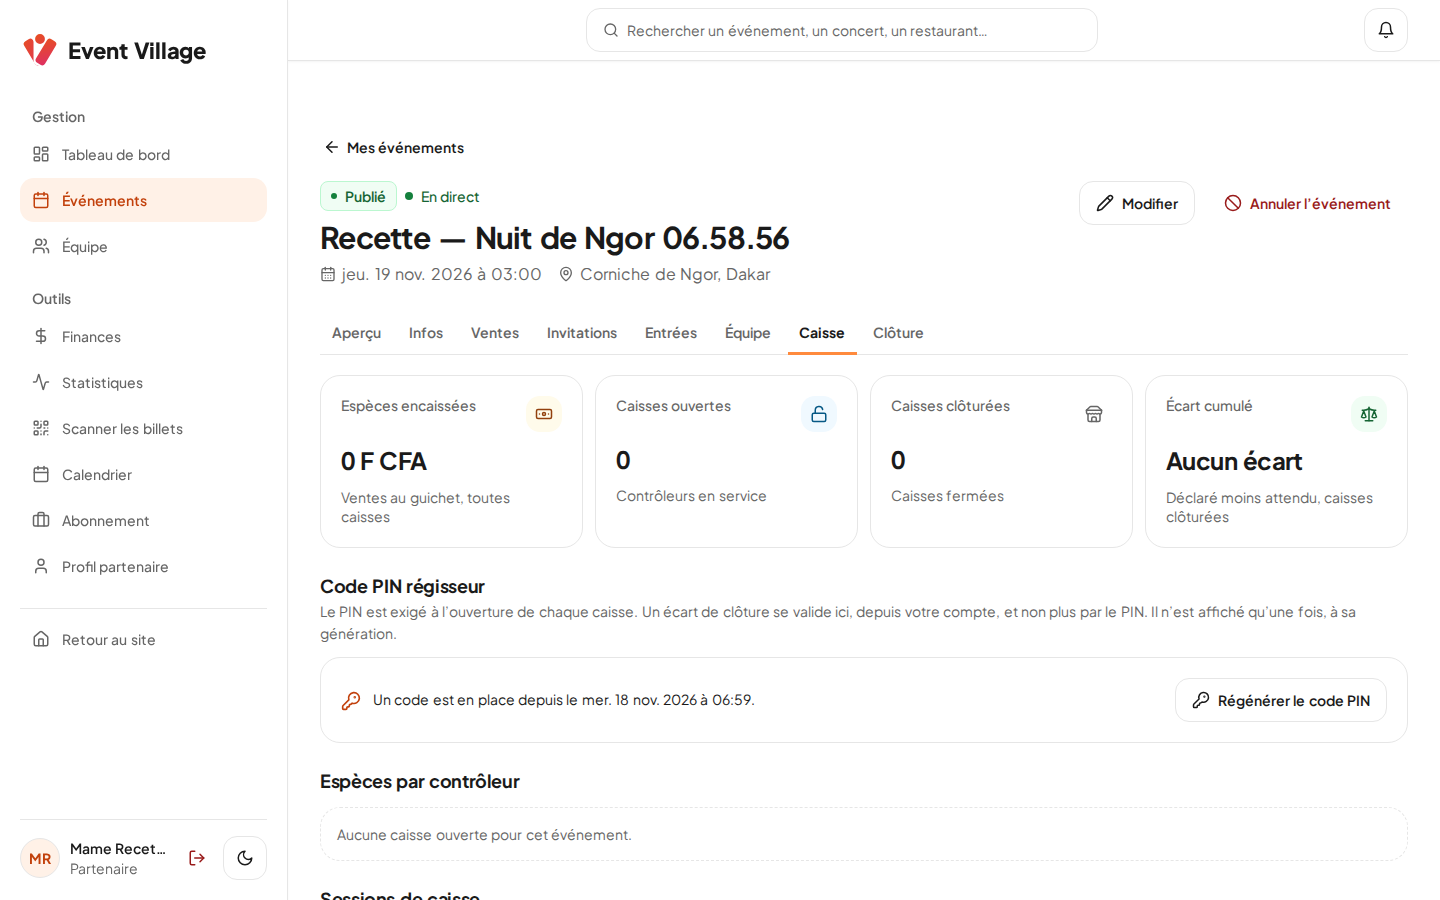 Event Village
Rechercher un événement, un concert, un restaurant…
Gestion
Tableau de bord
Événements
Équipe
Outils
Finances
Statistiques
Scanner les billets
Calendrier
Abonnement
Profil partenaire
Retour au site
MR
Mame Recet…
Partenaire
Mes événements
Publié
En direct
Modifier
Annuler l’événement
Recette — Nuit de Ngor 06.58.56
jeu. 19 nov. 2026 à 03:00
Corniche de Ngor, Dakar
Aperçu
Infos
Ventes
Invitations
Entrées
Équipe
Caisse
Clôture
Espèces encaissées
0 F CFA
Ventes au guichet, toutes
caisses
Caisses ouvertes
0
Contrôleurs en service
Caisses clôturées
0
Caisses fermées
Écart cumulé
Aucun écart
Déclaré moins attendu, caisses
clôturées
Code PIN régisseur
Le PIN est exigé à l’ouverture de chaque caisse. Un écart de clôture se valide ici, depuis votre compte, et non plus par le PIN. Il n’est affiché qu’une fois, à sa
génération.
Un code est en place depuis le mer. 18 nov. 2026 à 06:59.
Régénérer le code PIN
Espèces par contrôleur
Aucune caisse ouverte pour cet événement.
Sessions de caisse